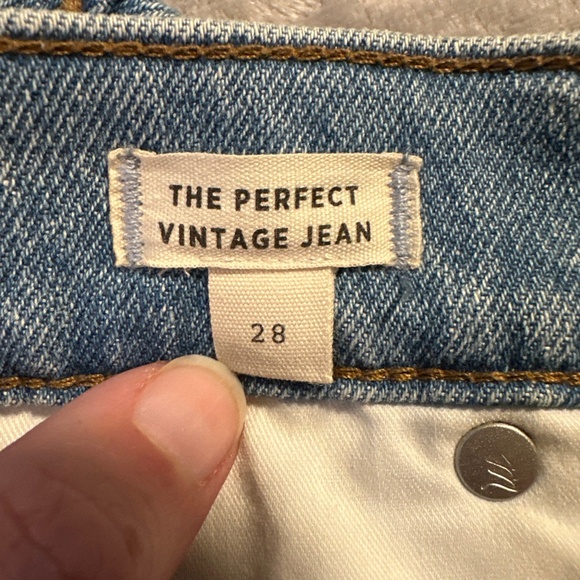 THE PERFECT
VINTAGE JEAN
28
M